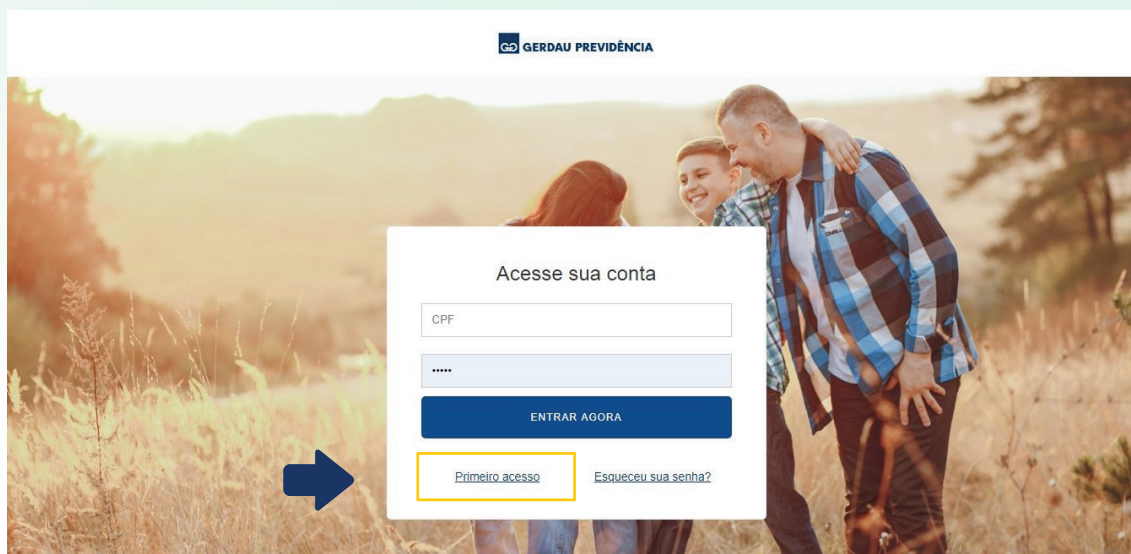 GERDAU PREVIDÊNCIA
Acesse sua conta
CPF
•••••
ENTRAR AGORA
Primeiro acesso Esqueceu sua senha?